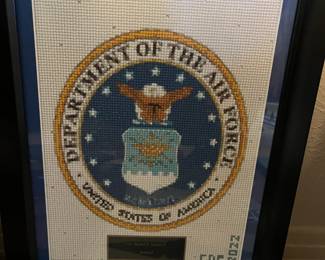 DEPARTMENT OF THE AIR FORCE
UNITED STATES OF AMERICA
2022